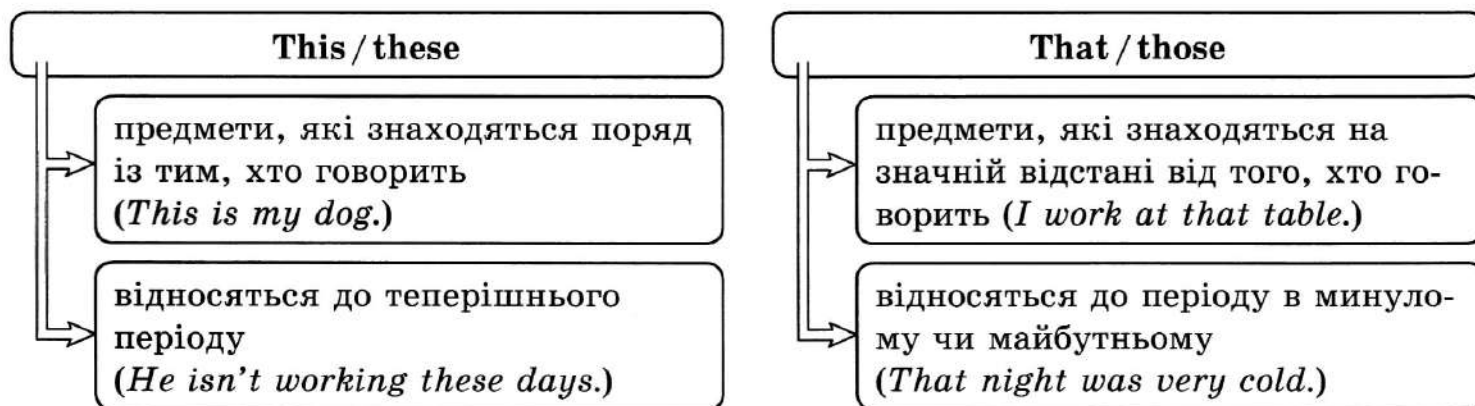 This / these
предмети, які знаходяться поряд
із тим, хто говорить
(This is my dog.)
відносяться до теперішнього
періоду
(He isn't working these days.)
That / those
предмети, які знаходяться на
значній відстані від того, хто го-
ворить (I work at that table.)
відносяться до періоду в минуло-
му чи майбутньому
(That night was very cold.)